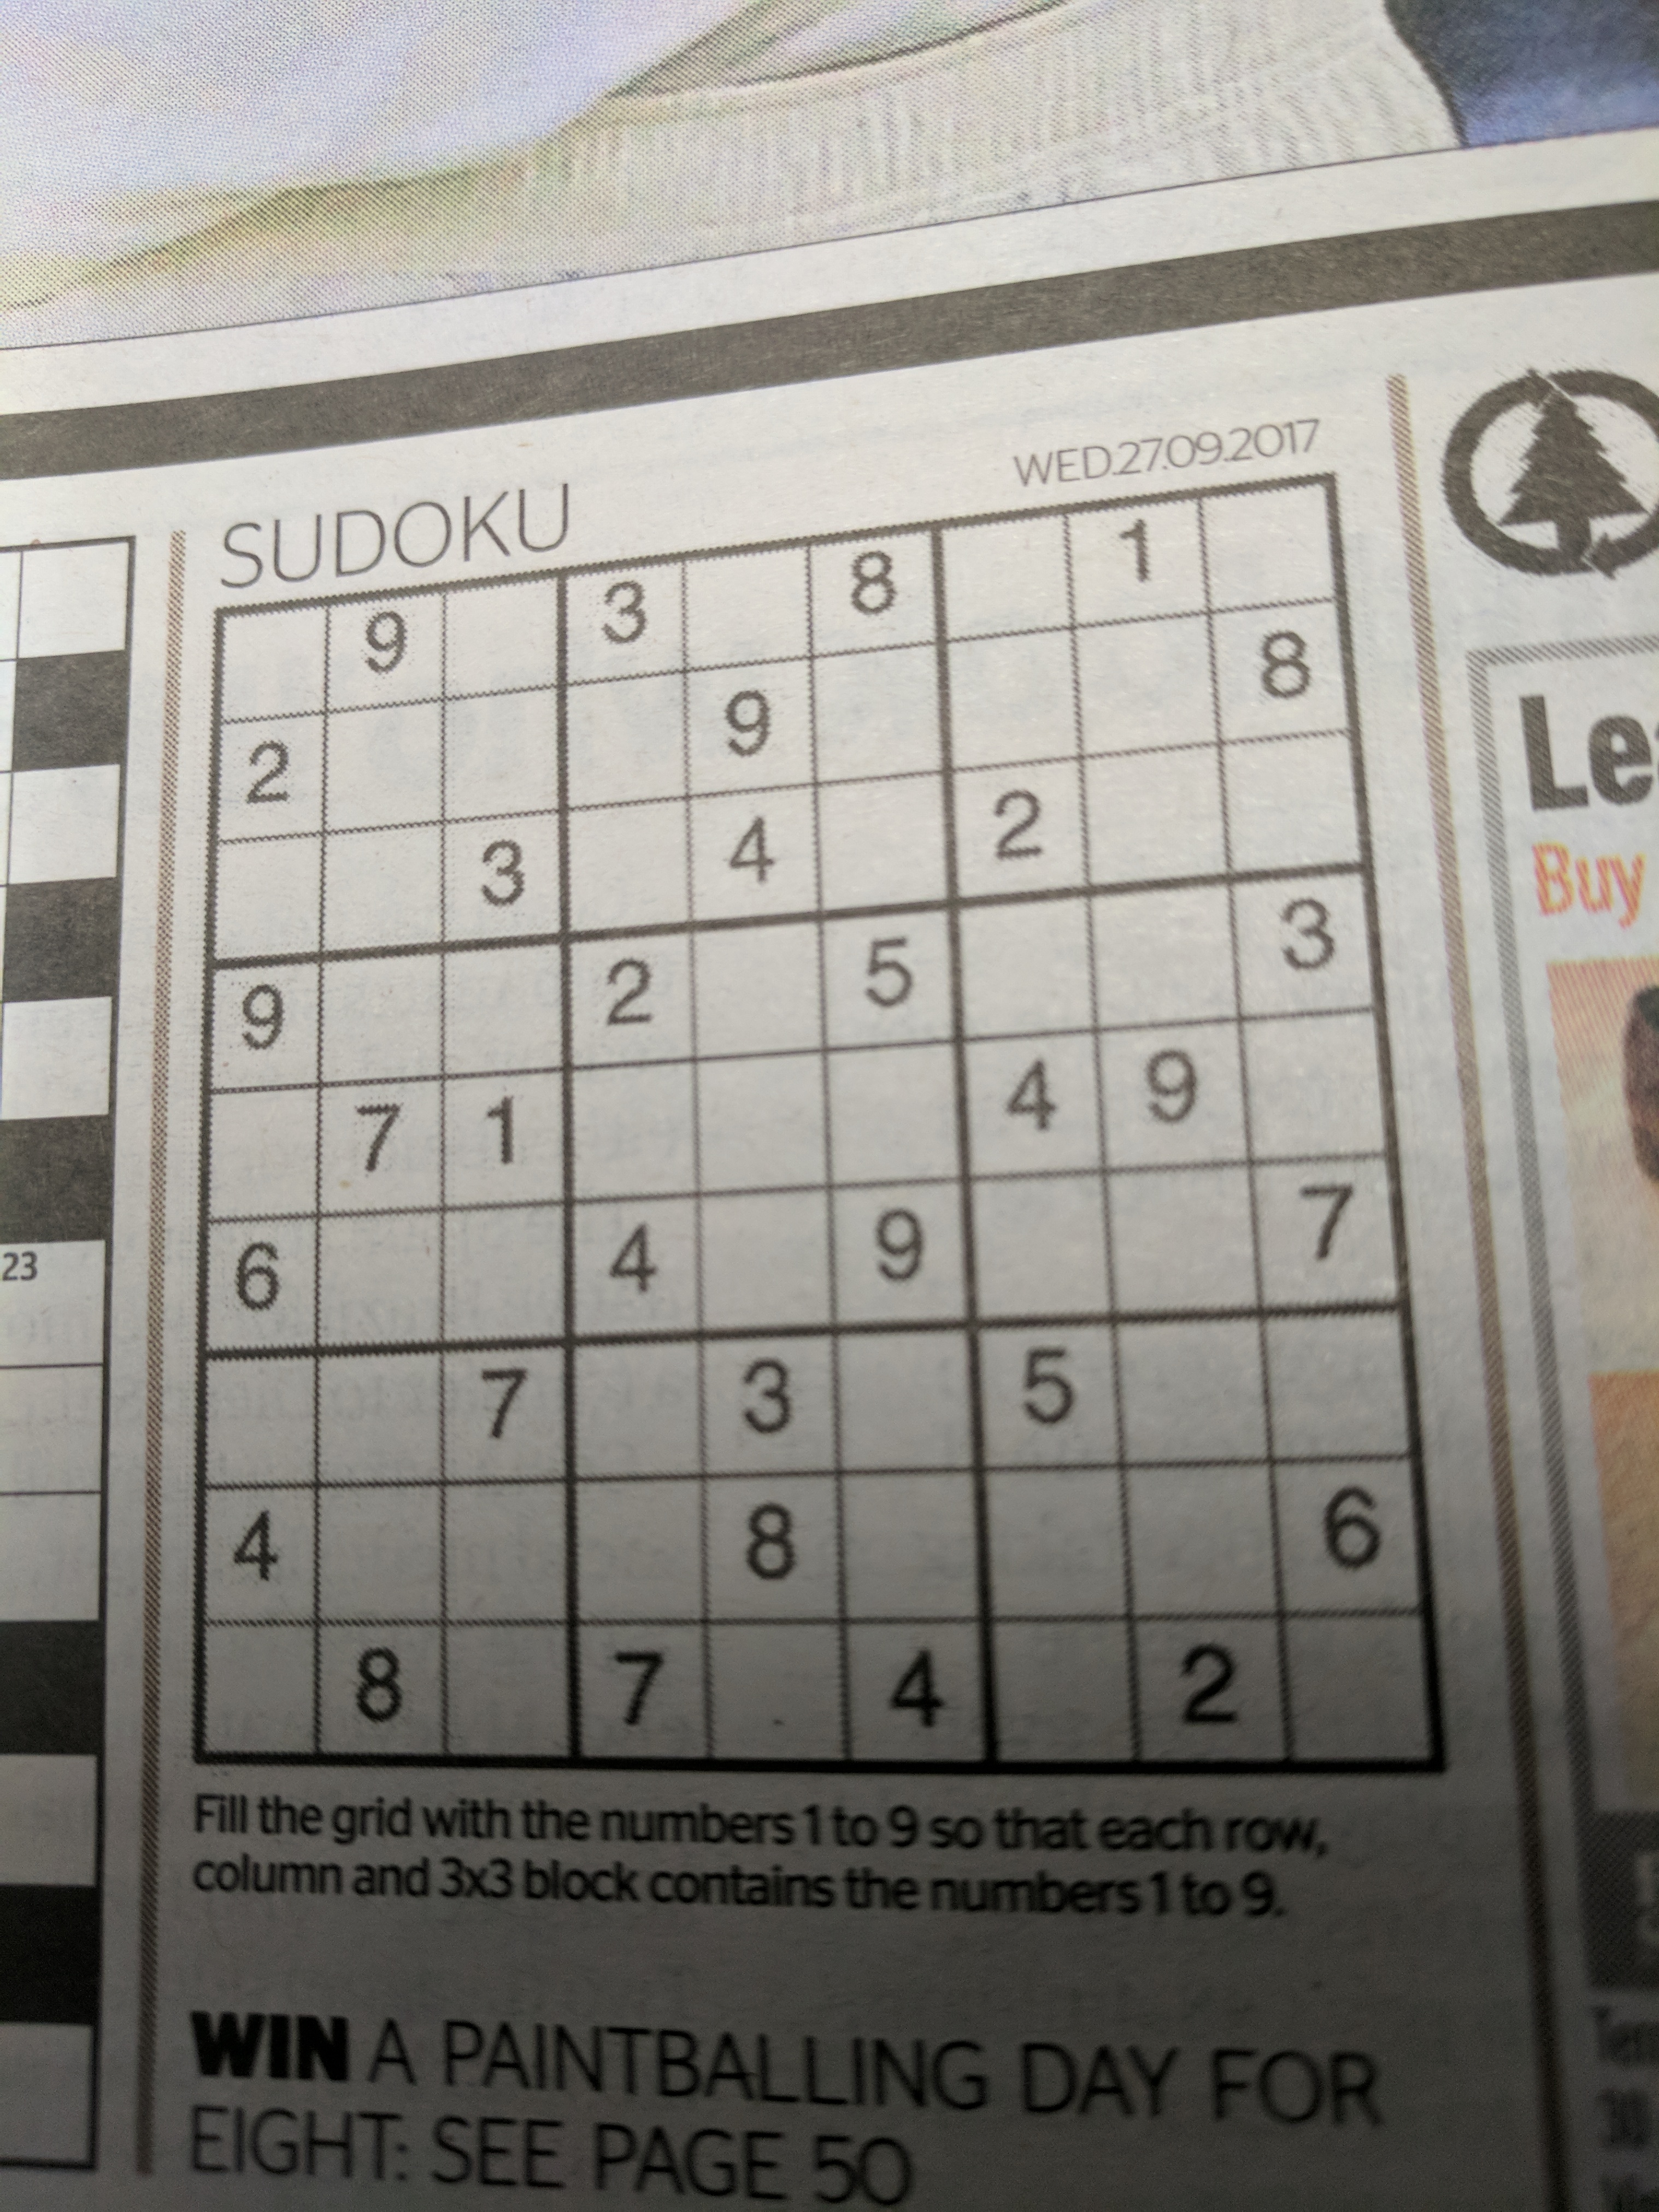 SUDOKU
WED.27.09.2017
9 3 8 1
2 9 8
3 4 2
9 2 5 3
7 1 4 9
6 4 9 7
7 3 5
4 8 6
8 7 4 2
Fill the grid with the numbers 1 to 9 so that each row,
column and 3x3 block contains the numbers 1 to 9.
WIN A PAINTBALLING DAY FOR
EIGHT: SEE PAGE 50
23
Buy